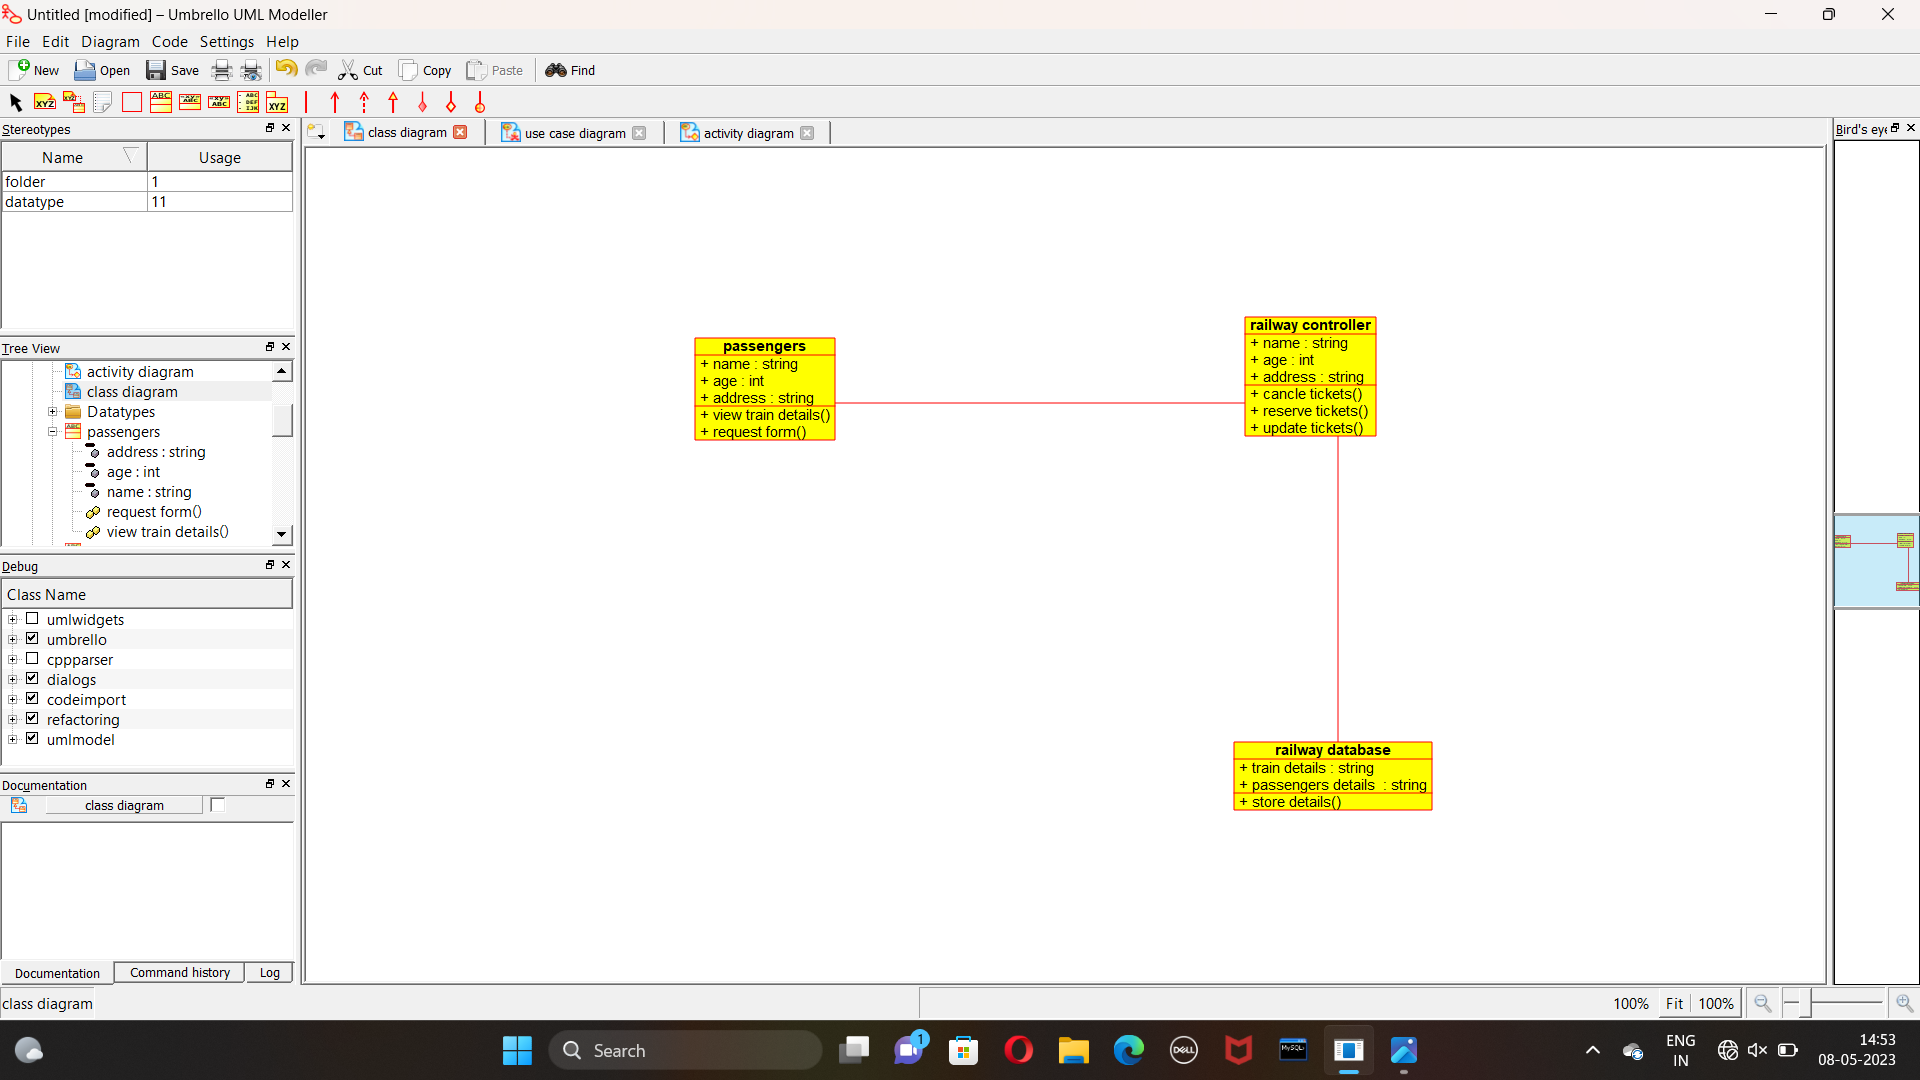 Untitled [modified] – Umbrello UML Modeller
File Edit Diagram Code Settings Help
New Open Save Cut Copy Paste Find
Stereotypes
Name Usage
folder 1
datatype 11
Tree View
activity diagram
class diagram
Datatypes
passengers
address : string
age : int
name : string
request form()
view train details()
Debug
Class Name
umlwidgets
umbrello
cppparser
dialogs
codeimport
refactoring
umlmodel
Documentation
class diagram
Documentation Command history Log
class diagram
class diagram use case diagram activity diagram
passengers
+ name : string
+ age : int
+ address : string
+ view train details()
+ request form()
railway controller
+ name : string
+ age : int
+ address : string
+ cancle tickets()
+ reserve tickets()
+ update tickets()
railway database
+ train details : string
+ passengers details : string
+ store details()
Bird's eye
100% Fit 100%
Search
1
DELL
MySQL
ENG
IN
14:53
08-05-2023